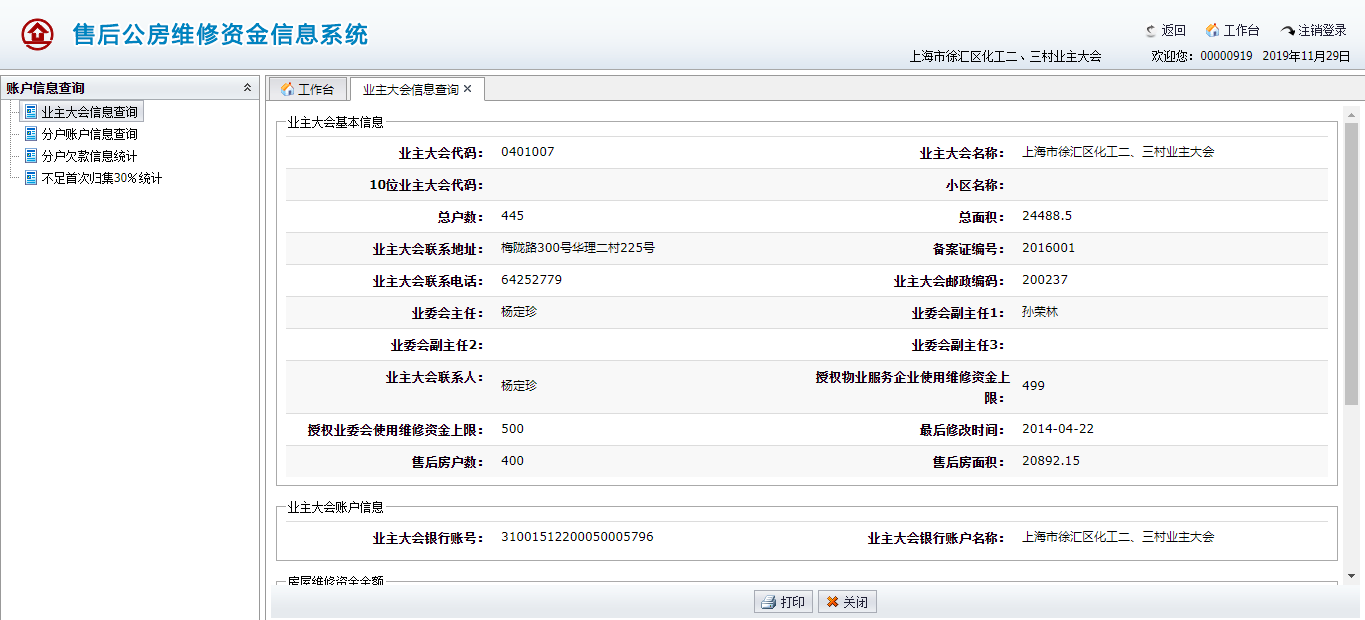 售后公房维修资金信息系统
返回 工作台 注销登录
上海市徐汇区化工二、三村业主大会 欢迎您：00000919 2019年11月29日
账户信息查询
业主大会信息查询
分户账户信息查询
分户欠款信息统计
不足首次归集30%统计
工作台 业主大会信息查询 ×
业主大会基本信息
业主大会代码： 0401007 业主大会名称： 上海市徐汇区化工二、三村业主大会
10位业主大会代码： 小区名称：
总户数： 445 总面积： 24488.5
业主大会联系地址： 梅陇路300号华理二村225号 备案证编号： 2016001
业主大会联系电话： 64252779 业主大会邮政编码： 200237
业委会主任： 杨定珍 业委会副主任1： 孙荣林
业委会副主任2： 业委会副主任3：
业主大会联系人： 杨定珍 授权物业服务企业使用维修资金上
限： 499
授权业委会使用维修资金上限： 500 最后修改时间： 2014-04-22
售后房户数： 400 售后房面积： 20892.15
业主大会账户信息
业主大会银行账号： 31001512200050005796 业主大会银行账户名称： 上海市徐汇区化工二、三村业主大会
房屋维修资金金额
打印 关闭